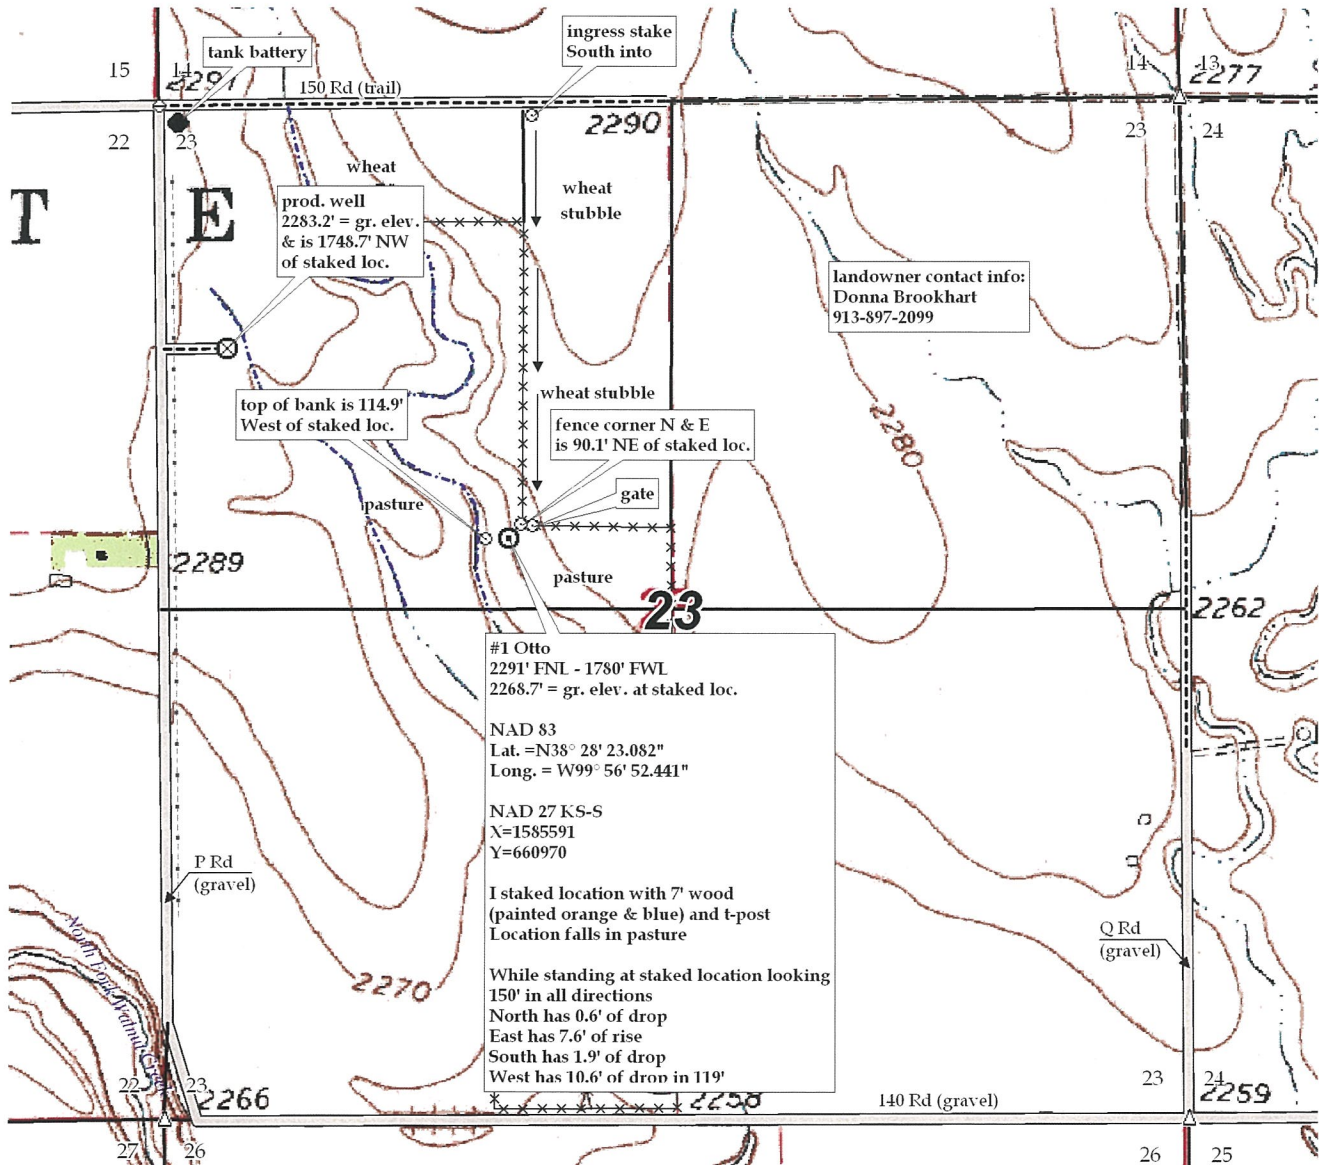 ingress stake
South into
tank battery
15
14
2291
150 Rd (trail)
14
13
2277
22
23
2290
23
24
T
E
wheat
wheat
stubble
prod. well
2283.2' = gr. elev.
& is 1748.7' NW
of staked loc.
landowner contact info:
Donna Brookhart
913-897-2099
top of bank is 114.9'
West of staked loc.
wheat stubble
fence corner N & E
is 90.1' NE of staked loc.
2280
gate
pasture
2289
pasture
23
2262
#1 Otto
2291' FNL - 1780' FWL
2268.7' = gr. elev. at staked loc.
NAD 83
Lat. =N38° 28' 23.082"
Long. = W99° 56' 52.441"
NAD 27 KS-S
X=1585591
Y=660970
I staked location with 7' wood
(painted orange & blue) and t-post
Location falls in pasture
While standing at staked location looking
150' in all directions
North has 0.6' of drop
East has 7.6' of rise
South has 1.9' of drop
West has 10.6' of drop in 119'
P Rd
(gravel)
Q Rd
(gravel)
North Fork Walnut Creek
2270
22
23
2266
2258
140 Rd (gravel)
23
24
2259
27
26
26
25